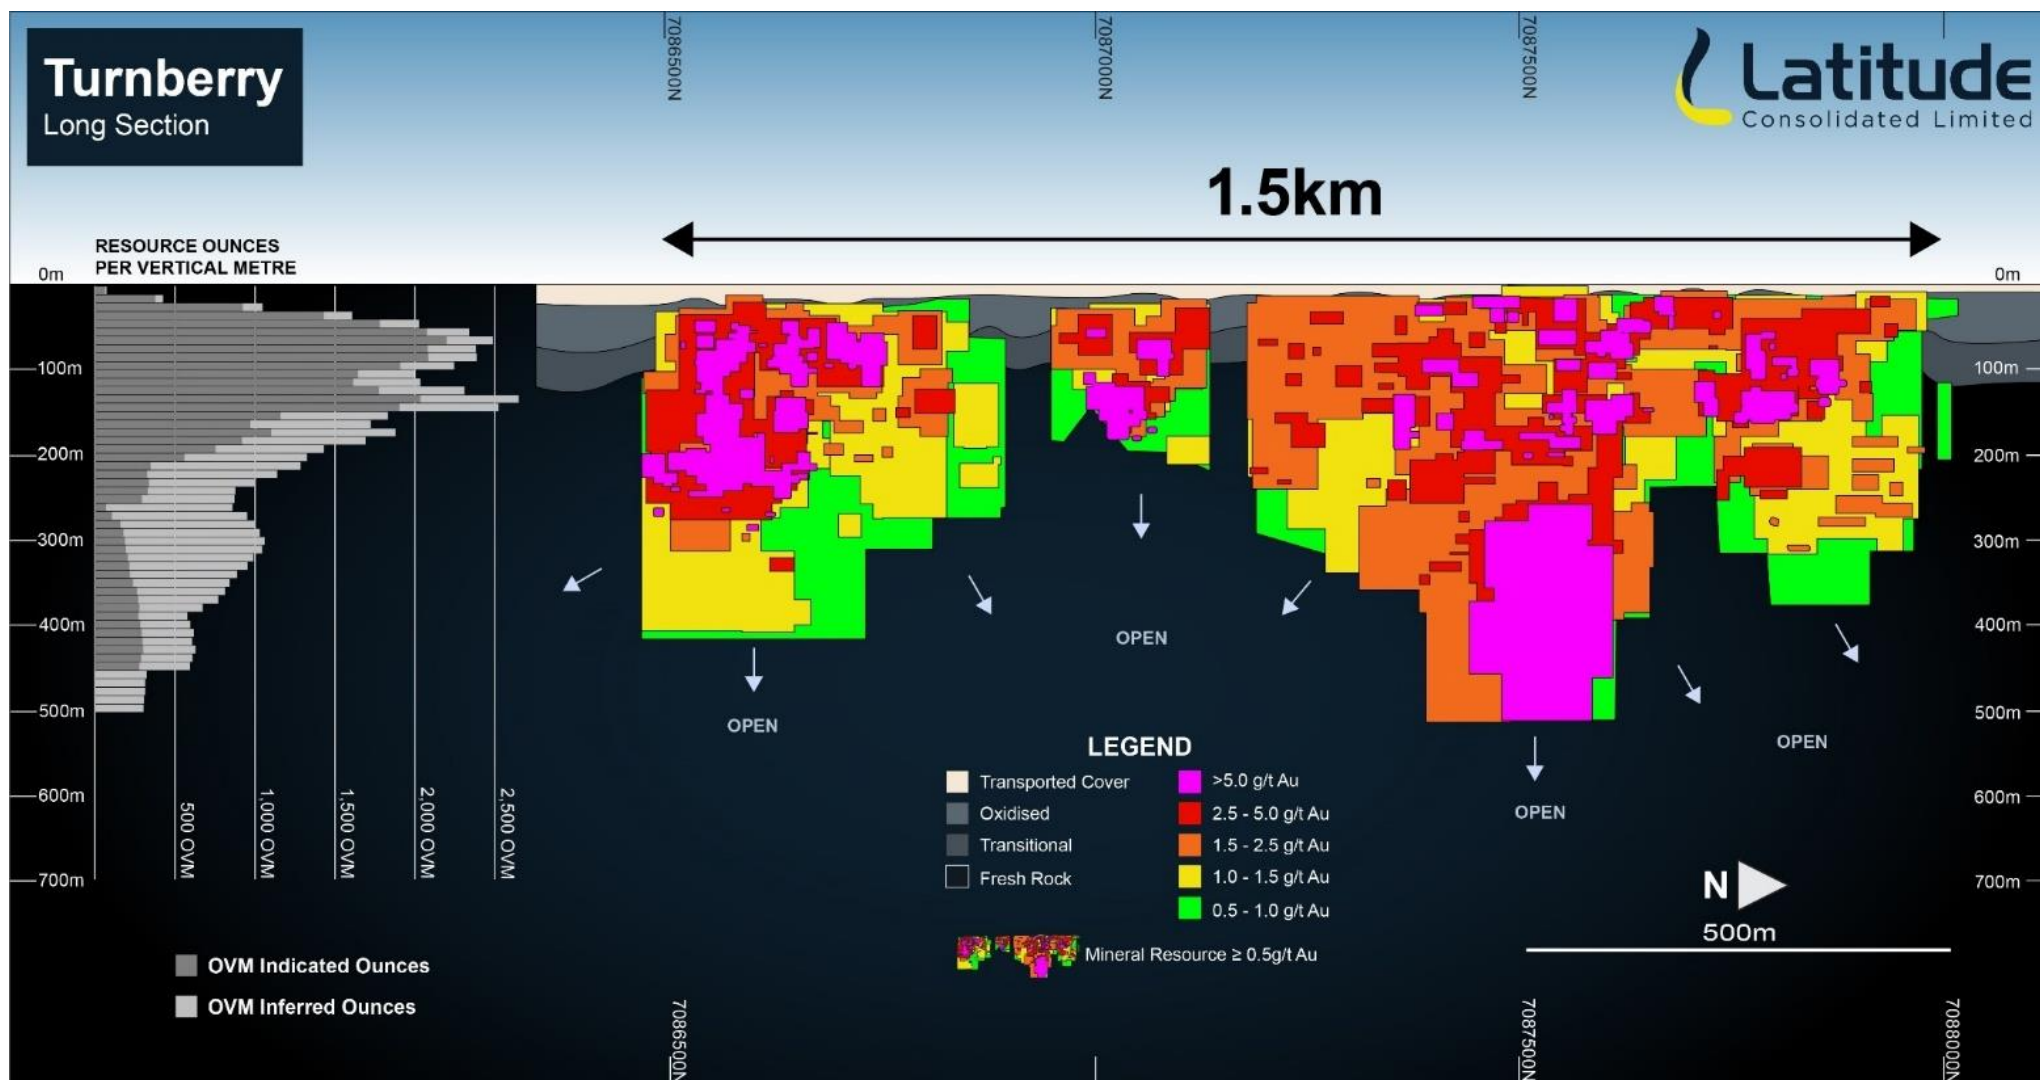 Turnberry
Long Section
7086500N
7087000N
7087500N
Latitude
Consolidated Limited
1.5km
RESOURCE OUNCES
PER VERTICAL METRE
0m
100m
200m
300m
400m
500m
600m
700m
500 OVM
1,000 OVM
1,500 OVM
2,000 OVM
2,500 OVM
0m
100m
200m
300m
400m
500m
600m
700m
OPEN
OPEN
OPEN
OPEN
LEGEND
Transported Cover
Oxidised
Transitional
Fresh Rock
>5.0 g/t Au
2.5 - 5.0 g/t Au
1.5 - 2.5 g/t Au
1.0 - 1.5 g/t Au
0.5 - 1.0 g/t Au
Mineral Resource ≥ 0.5g/t Au
N
500m
OVM Indicated Ounces
OVM Inferred Ounces
7086500N
7087500N
7088000N